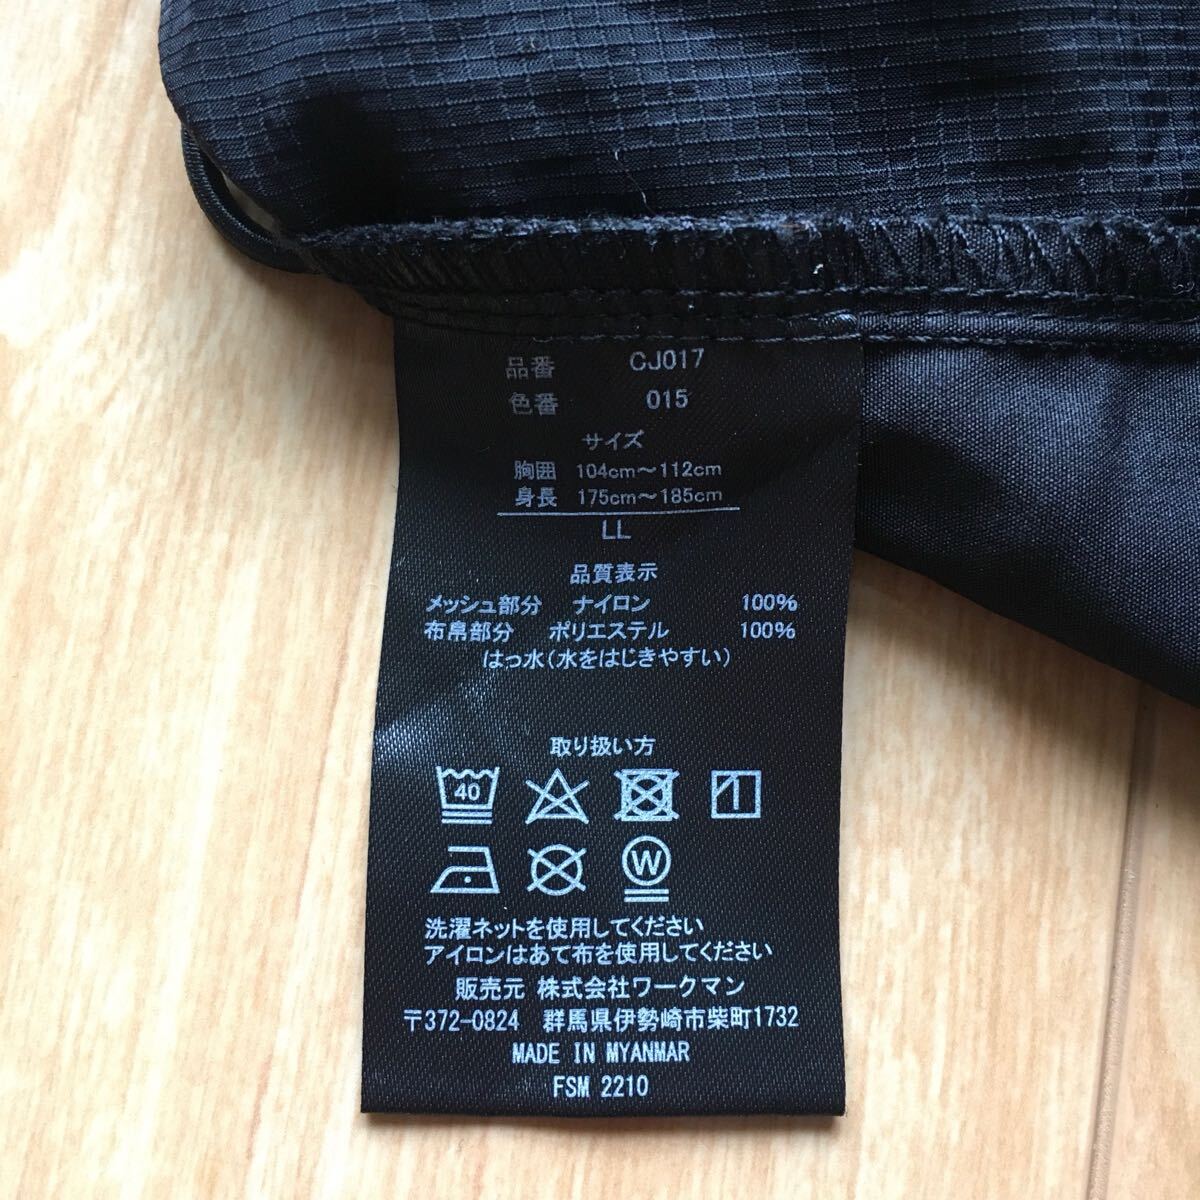 品番 CJ017
色番 015
サイズ
胸囲 104cm〜112cm
身長 175cm〜185cm
LL
品質表示
メッシュ部分 ナイロン 100%
布帛部分 ポリエステル 100%
はっ水(水をはじきやすい)
取り扱い方
40
W
洗濯ネットを使用してください
アイロンはあて布を使用してください
販売元 株式会社ワークマン
〒372-0824 群馬県伊勢崎市柴町1732
MADE IN MYANMAR
FSM 2210